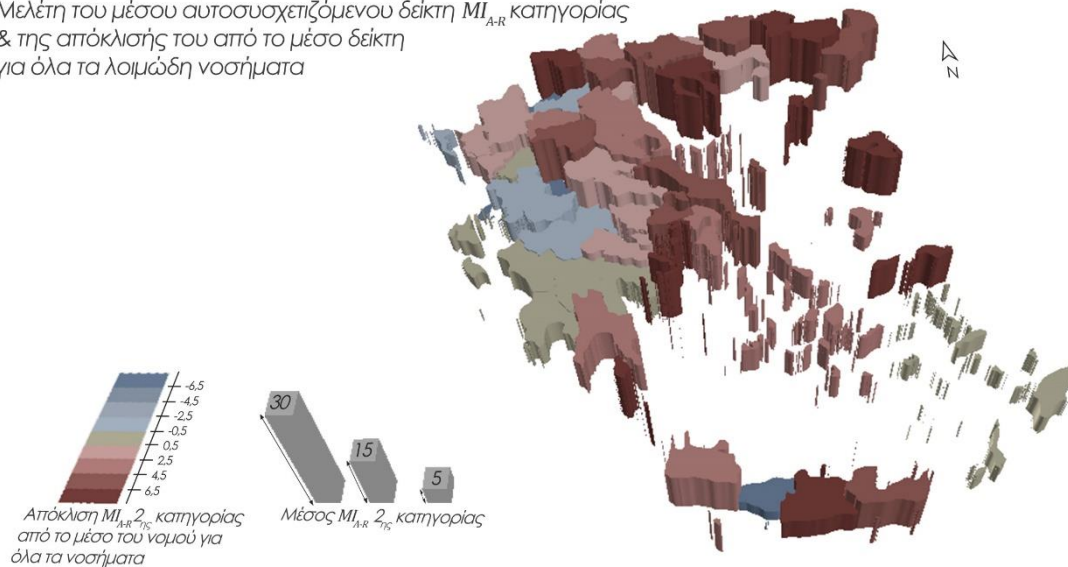 Μελέτη του μέσου αυτοσυσχετιζόμενου δείκτη MI_A-R κατηγορίας
& της απόκλισής του από το μέσο δείκτη
για όλα τα λοιμώδη νοσήματα
N
-6,5
-4,5
-2,5
-0,5
0,5
2,5
4,5
6,5
Απόκλιση MI_A-R 2_ης κατηγορίας
από το μέσο του νομού για
όλα τα νοσήματα
30
15
5
Μέσος MI_A-R 2_ης κατηγορίας